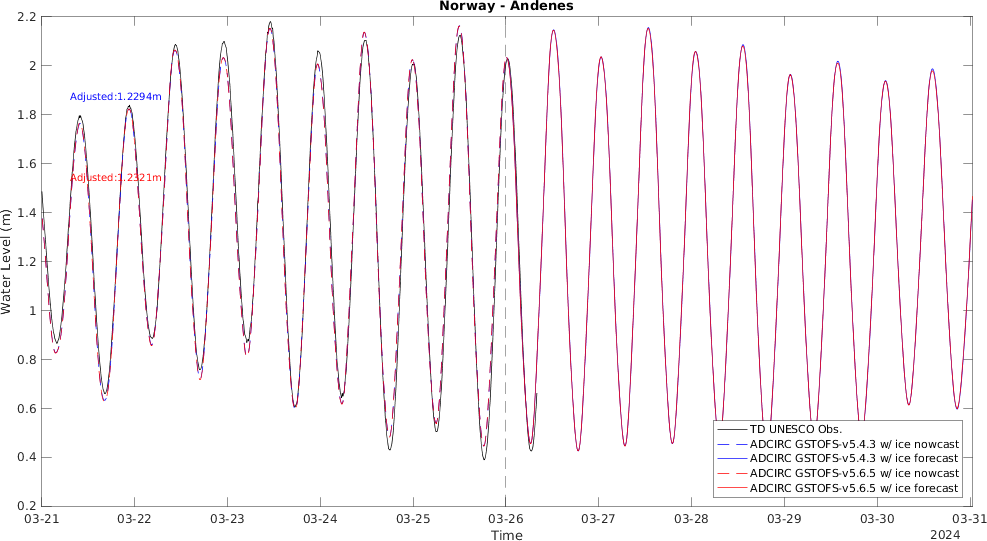 Norway - Andenes
2.2
2
1.8
1.6
1.4
1.2
1
0.8
0.6
0.4
0.2
Water Level (m)
Adjusted:1.2294m
Adjusted:1.2321m
TD UNESCO Obs.
ADCIRC GSTOFS-v5.4.3 w/ ice nowcast
ADCIRC GSTOFS-v5.4.3 w/ ice forecast
ADCIRC GSTOFS-v5.6.5 w/ ice nowcast
ADCIRC GSTOFS-v5.6.5 w/ ice forecast
03-21 03-22 03-23 03-24 03-25 03-26 03-27 03-28 03-29 03-30 03-31
Time
2024